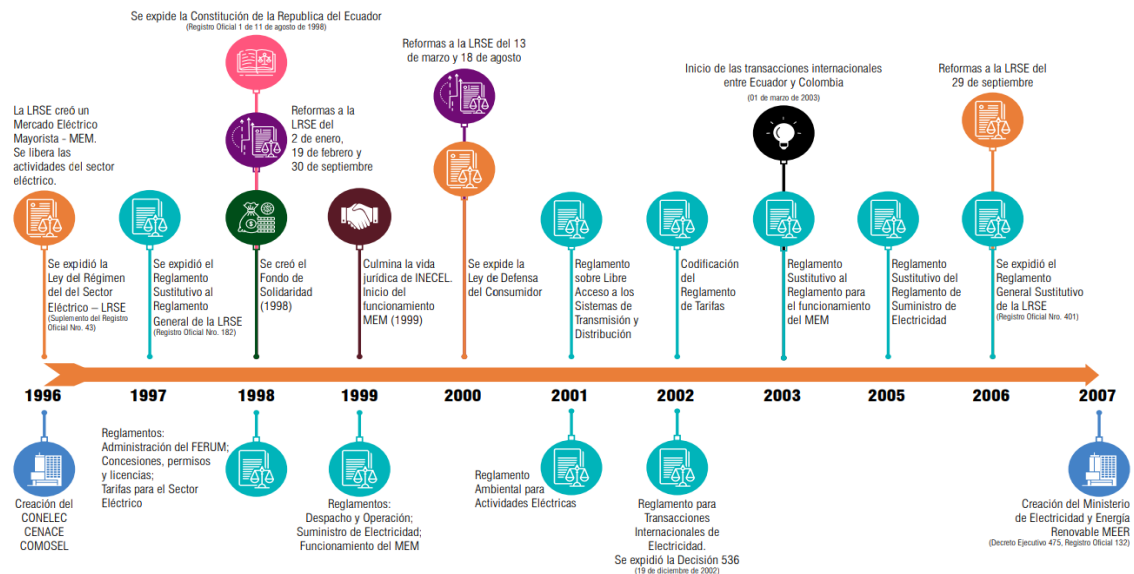 Se expide la Constitución de la Republica del Ecuador
(Registro Oficial 1 de 11 de agosto de 1998)
La LRSE creó un
Mercado Eléctrico
Mayorista - MEM.
Se libera las
actividades del sector
eléctrico.
Reformas a la
LRSE del
2 de enero,
19 de febrero y
30 de septiembre
Reformas a la LRSE del 13
de marzo y 18 de agosto
Inicio de las transacciones internacionales
entre Ecuador y Colombia
(01 de marzo de 2003)
Reformas a la LRSE del
29 de septiembre
Se expidió la
Ley del Régimen
del del Sector
Eléctrico – LRSE
(Suplemento del Registro
Oficial Nro. 43)
Se expidió el
Reglamento
Sustitutivo al
Reglamento
General de la LRSE
(Registro Oficial Nro. 182)
Se creó el
Fondo de
Solidaridad
(1998)
Culmina la vida
jurídica de INECEL.
Inicio del
funcionamiento
MEM (1999)
Se expide la
Ley de Defensa
del Consumidor
Reglamento
sobre Libre
Acceso a los
Sistemas de
Transmisión y
Distribución
Codificación
del
Reglamento
de Tarifas
Reglamento
Sustitutivo al
Reglamento para
el funcionamiento
del MEM
Reglamento
Sustitutivo del
Reglamento de
Suministro de
Electricidad
Se expidió el
Reglamento
General Sustitutivo
de la LRSE
(Registro Oficial Nro. 401)
1996
1997
1998
1999
2000
2001
2002
2003
2005
2006
2007
Creación del
CONELEC
CENACE
COMOSEL
Reglamentos:
Administración del FERUM;
Concesiones, permisos
y licencias;
Tarifas para el Sector
Eléctrico
Reglamentos:
Despacho y Operación;
Suministro de Electricidad;
Funcionamiento del MEM
Reglamento
Ambiental para
Actividades Eléctricas
Reglamento para
Transacciones
Internacionales de
Electricidad.
Se expidió la Decisión 536
(19 de diciembre de 2002)
Creación del Ministerio
de Electricidad y Energía
Renovable MEER
(Decreto Ejecutivo 475, Registro Oficial 132)